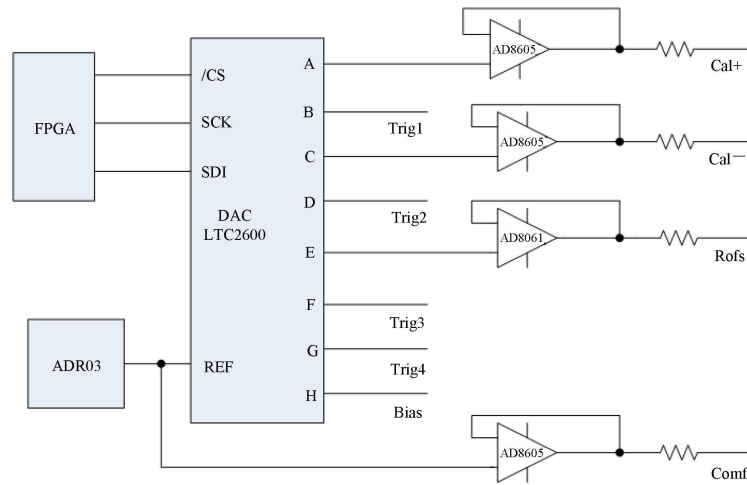 AD8605
Cal+
/CS
A
FPGA
SCK
B
Trig1
AD8605
Cal—
C
SDI
DAC
LTC2600
D
Trig2
AD8061
Rofs
E
F
Trig3
ADR03
REF
G
Trig4
H
Bias
AD8605
Comf